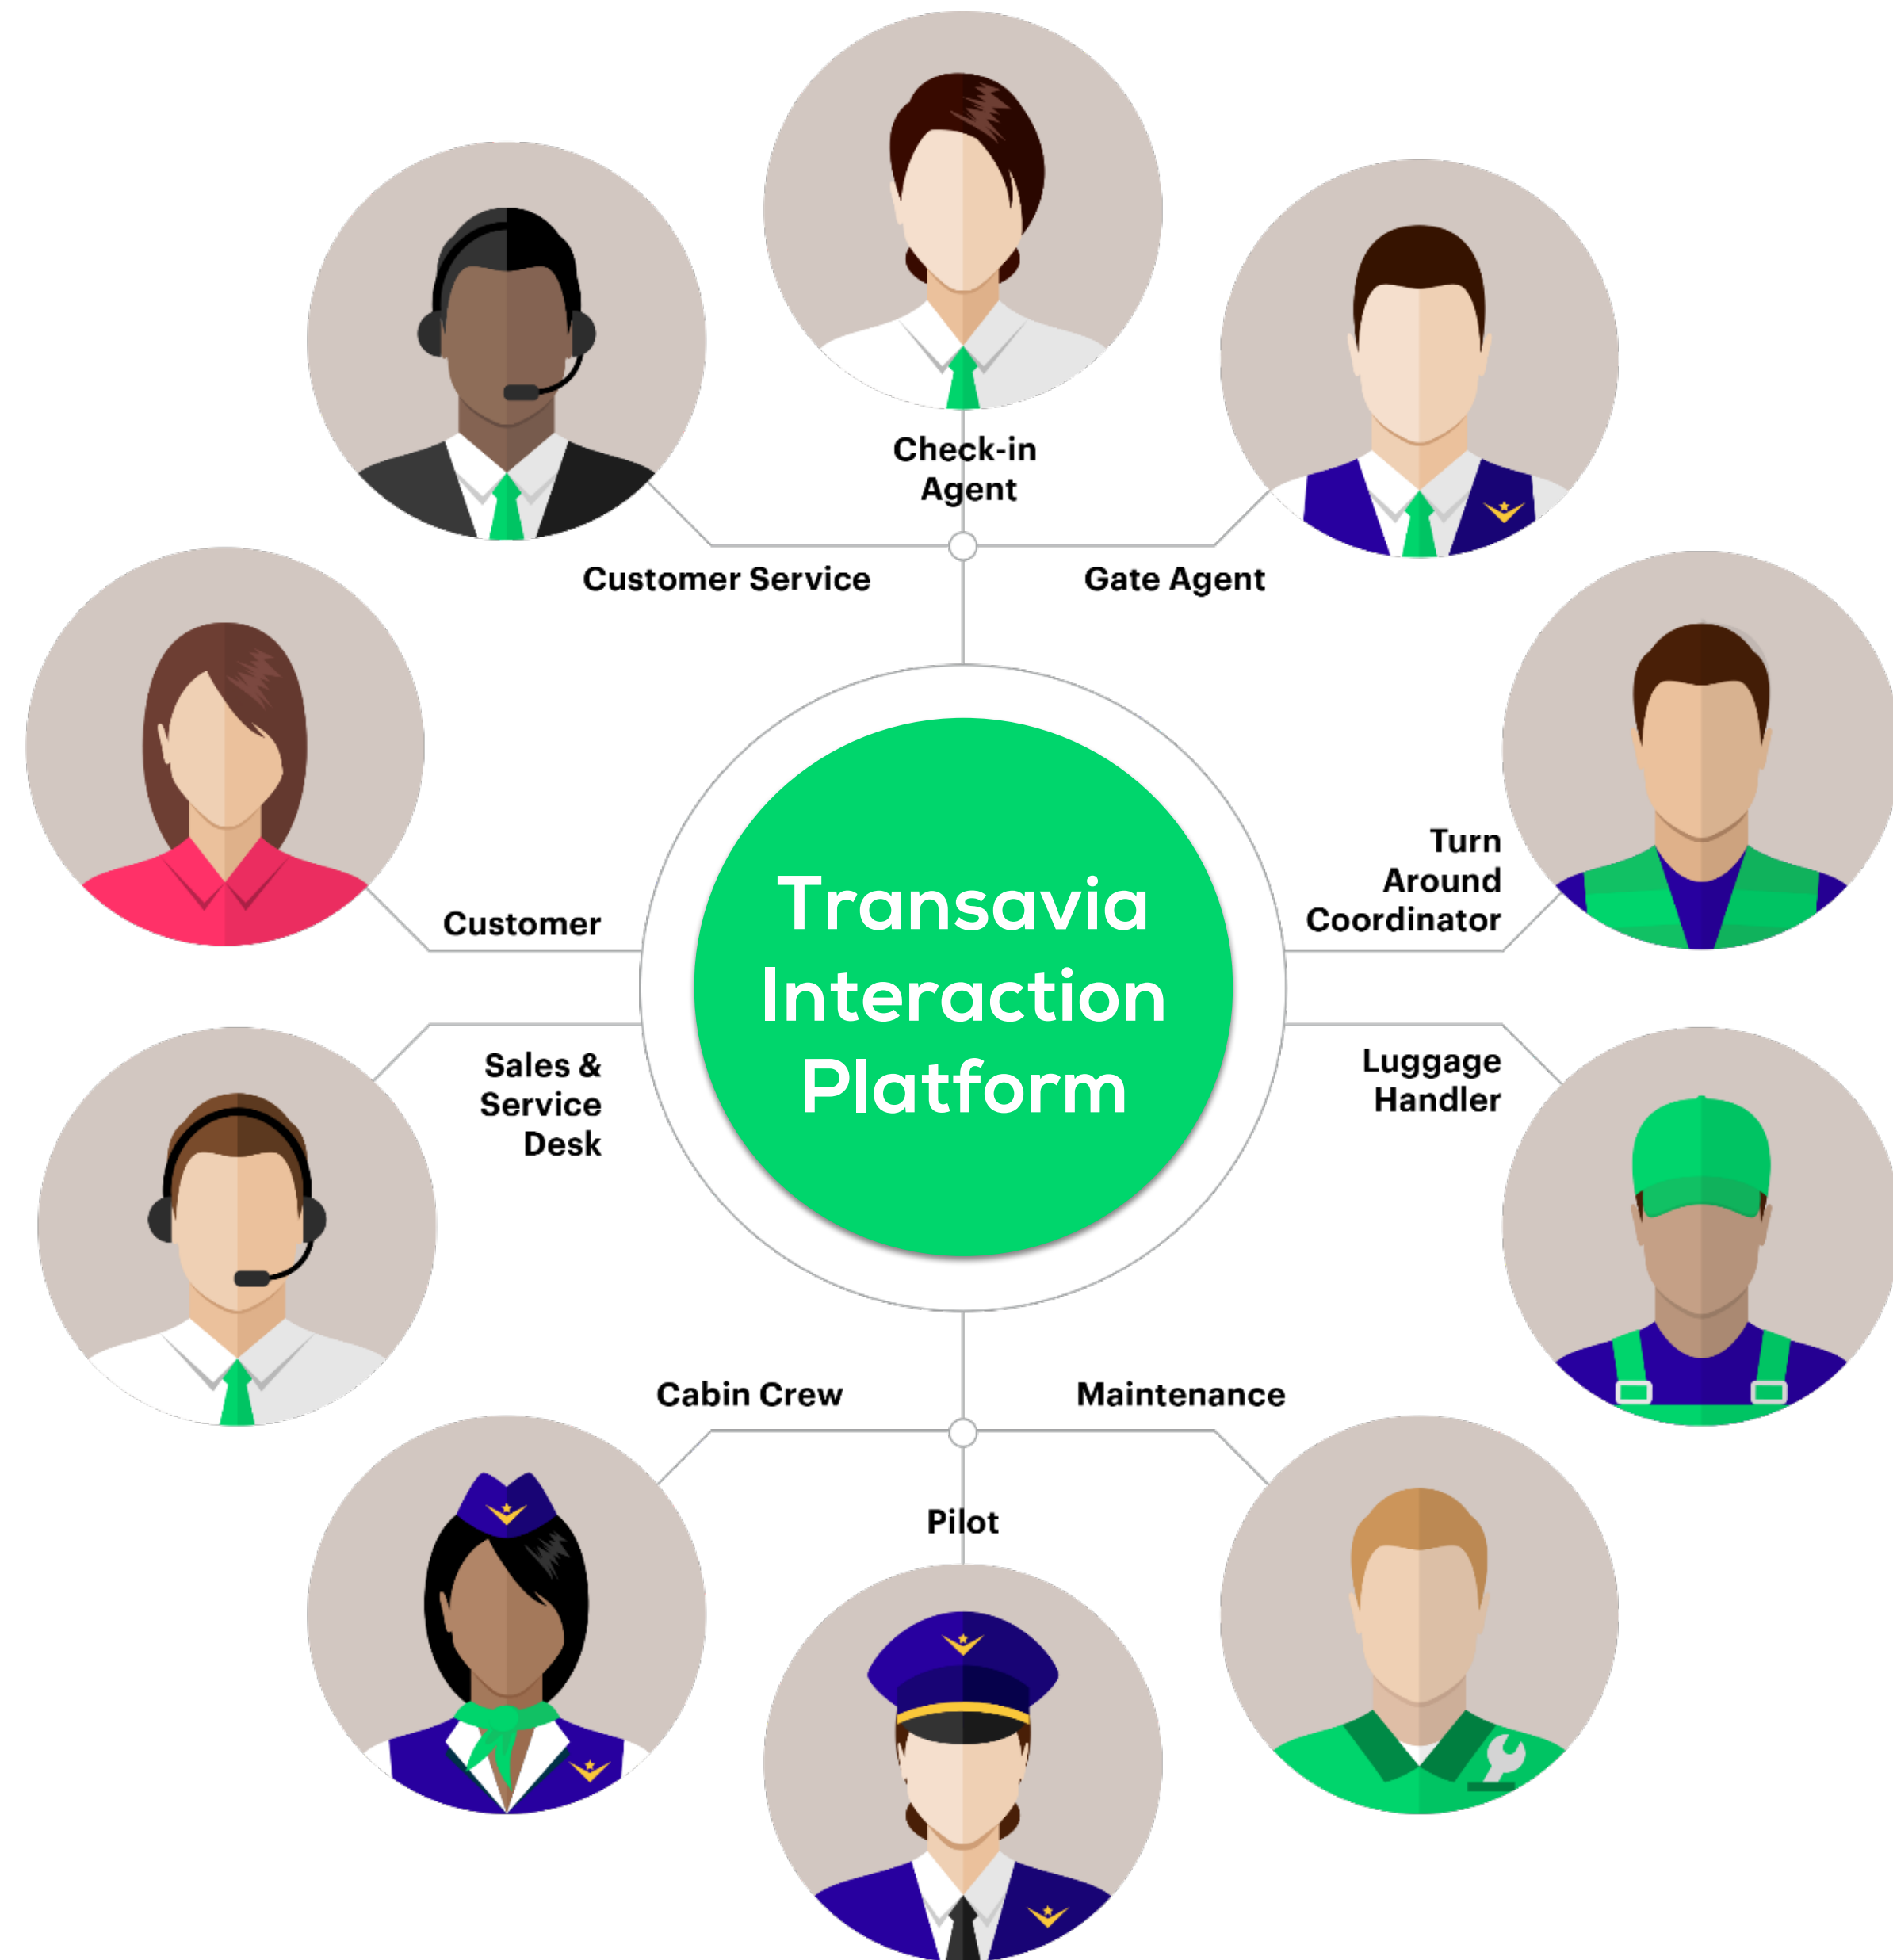 Check-in
Agent
Customer Service
Gate Agent
Customer
Turn
Around
Coordinator
Transavia
Interaction
Platform
Sales &
Service
Desk
Luggage
Handler
Cabin Crew
Maintenance
Pilot